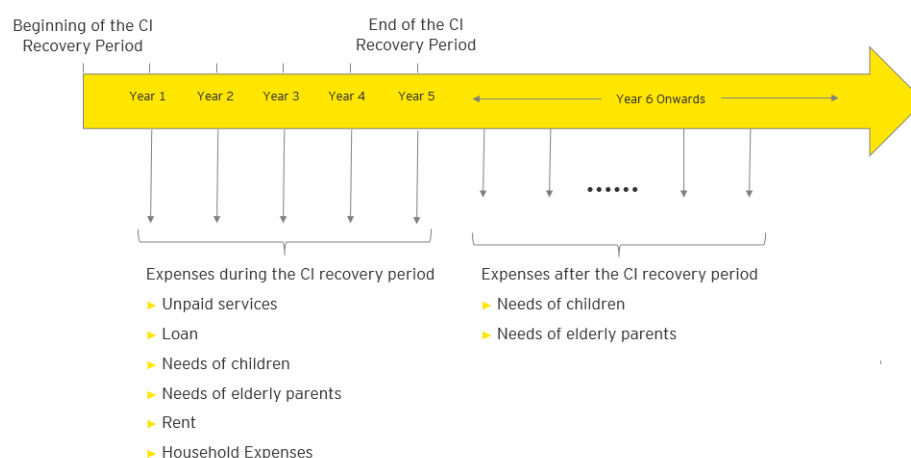 Beginning of the CI
Recovery Period
End of the CI
Recovery Period
Year 1
Year 2
Year 3
Year 4
Year 5
Year 6 Onwards
Expenses during the CI recovery period
Unpaid services
Loan
Needs of children
Needs of elderly parents
Rent
Household Expenses
Expenses after the CI recovery period
Needs of children
Needs of elderly parents